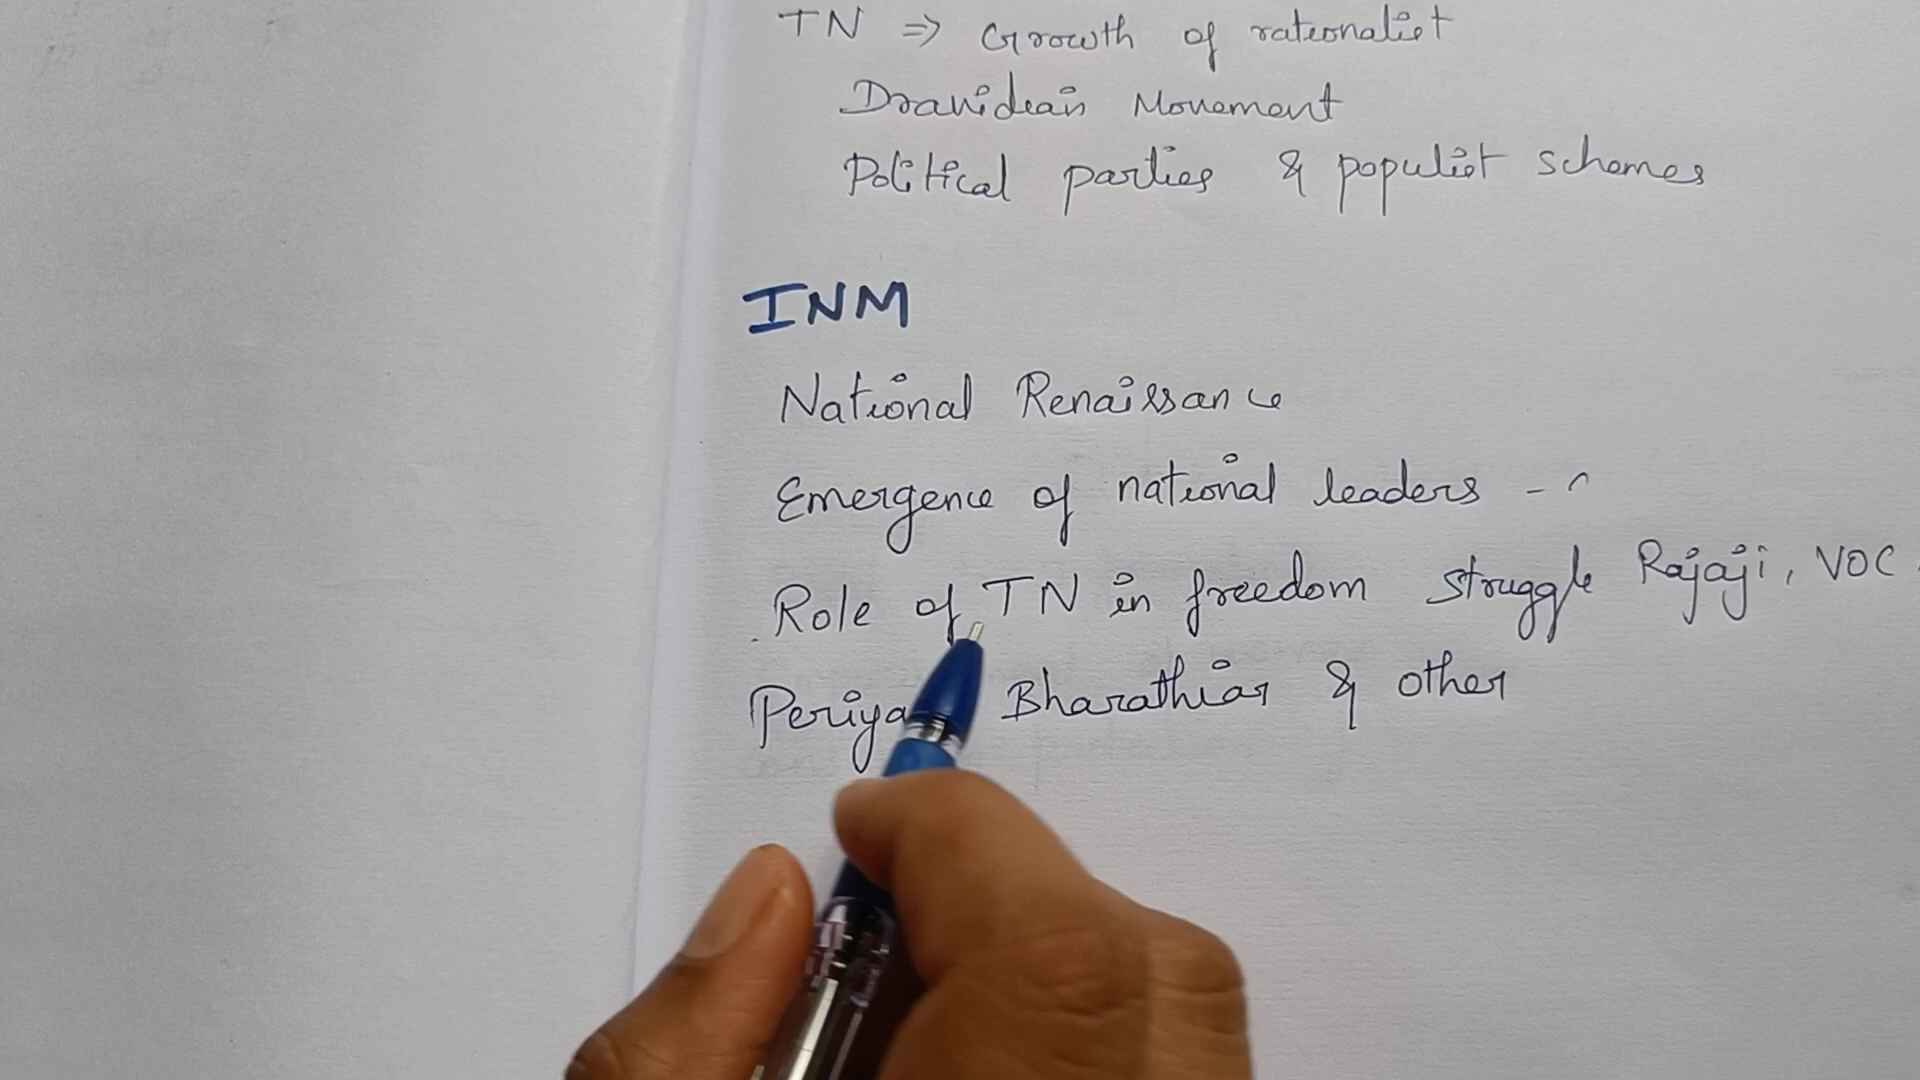 TN => Growth of rationalist
Dravidian Movement
Political parties & populist schemes
INM
National Renaissance
Emergence of national leaders -
Role of TN in freedom struggle Rajaji, VOC
Bharathiar & other